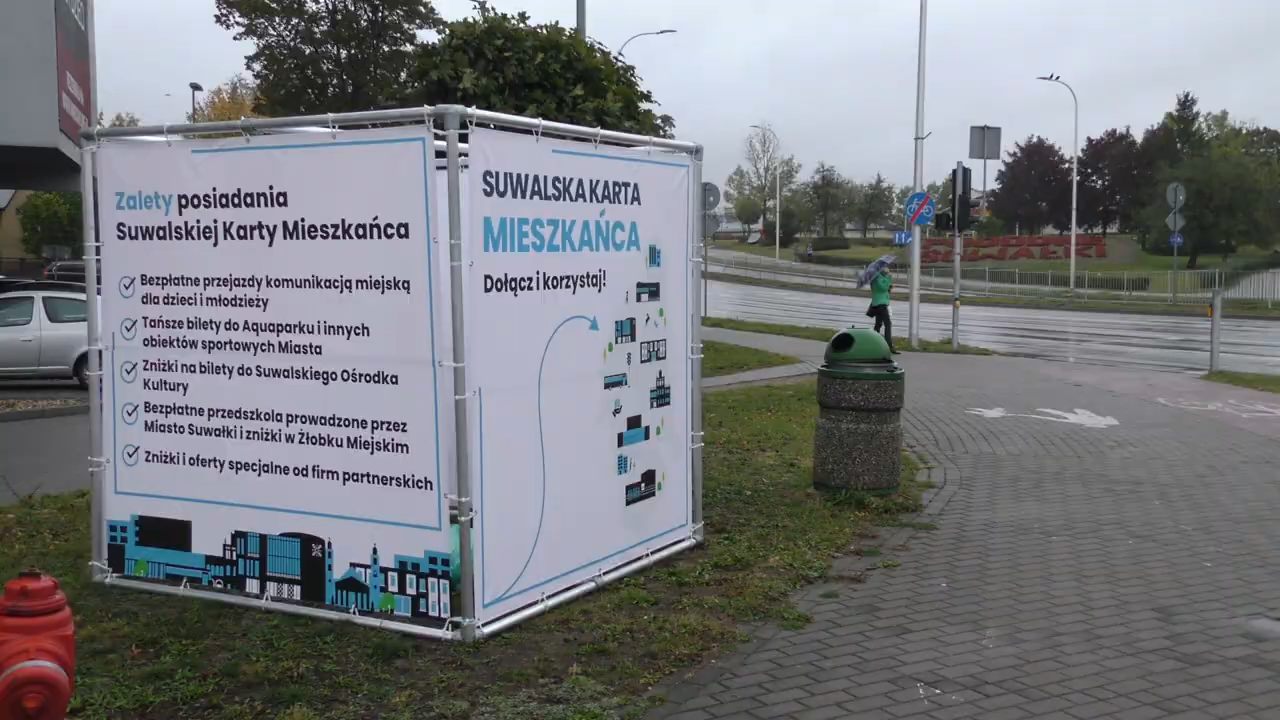 Zalety posiadania
Suwalskiej Karty Mieszkańca
Bezpłatne przejazdy komunikacją miejską
dla dzieci i młodzieży
Tańsze bilety do Aquaparku i innych
obiektów sportowych Miasta
Zniżki na bilety do Suwalskiego Ośrodka
Kultury
Bezpłatne przedszkola prowadzone przez
Miasto Suwałki i zniżki w Żłobku Miejskim
Zniżki i oferty specjalne od firm partnerskich
SUWALSKA KARTA
MIESZKAŃCA
Dołącz i korzystaj!
SUWAŁKI